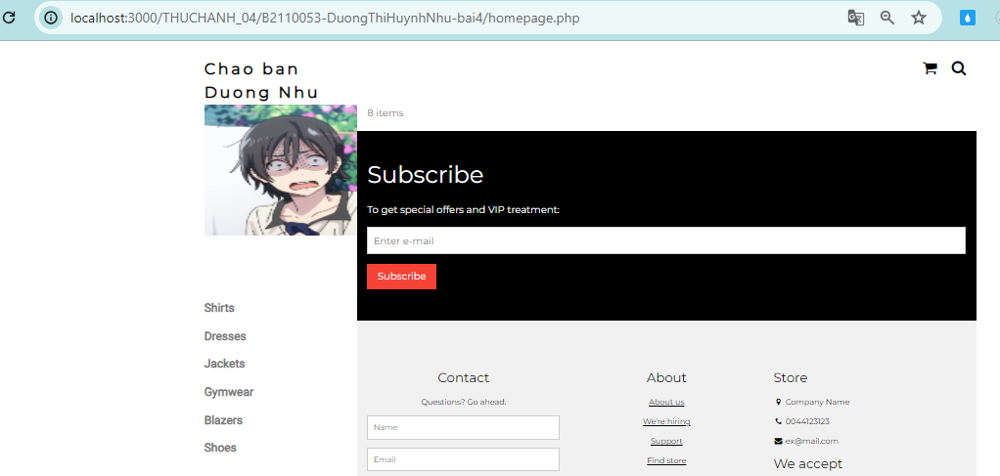 localhost:3000/THUCHANH_04/B2110053-DuongThiHuynhNhu-bai4/homepage.php
Chao ban
Duong Nhu
8 items
Subscribe
To get special offers and VIP treatment:
Enter e-mail
Subscribe
Shirts
Dresses
Jackets
Gymwear
Blazers
Shoes
Contact
Questions? Go ahead.
Name
Email
About
About us
We're hiring
Support
Find store
Store
Company Name
0044123123
ex@mail.com
We accept